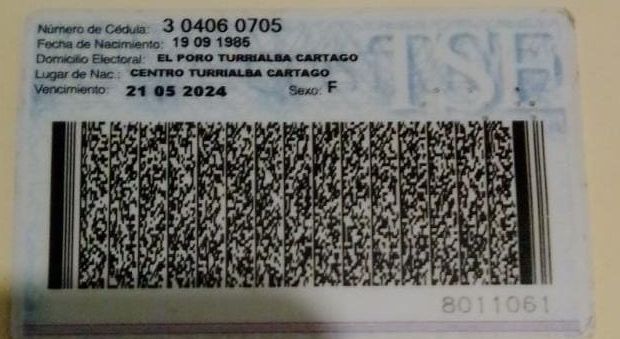 Número de Cédula: 3 0406 0705
Fecha de Nacimiento: 19 09 1985
Domicilio Electoral: EL PORO TURRIALBA CARTAGO
Lugar de Nac.: CENTRO TURRIALBA CARTAGO
Vencimiento: 21 05 2024 Sexo: F
TSE
8011061